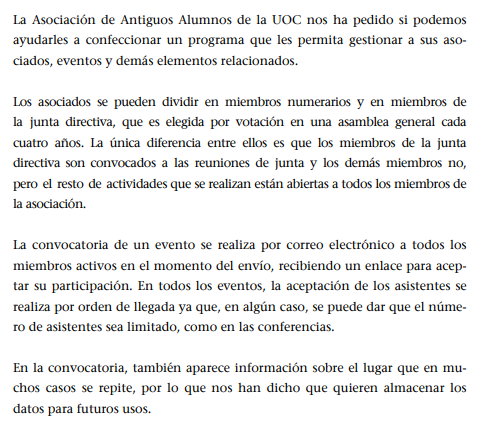 La Asociación de Antiguos Alumnos de la UOC nos ha pedido si podemos
ayudarles a confeccionar un programa que les permita gestionar a sus aso-
ciados, eventos y demás elementos relacionados.
Los asociados se pueden dividir en miembros numerarios y en miembros de
la junta directiva, que es elegida por votación en una asamblea general cada
cuatro años. La única diferencia entre ellos es que los miembros de la junta
directiva son convocados a las reuniones de junta y los demás miembros no,
pero el resto de actividades que se realizan están abiertas a todos los miembros de
la asociación.
La convocatoria de un evento se realiza por correo electrónico a todos los
miembros activos en el momento del envío, recibiendo un enlace para acep-
tar su participación. En todos los eventos, la aceptación de los asistentes se
realiza por orden de llegada ya que, en algún caso, se puede dar que el núme-
ro de asistentes sea limitado, como en las conferencias.
En la convocatoria, también aparece información sobre el lugar que en mu-
chos casos se repite, por lo que nos han dicho que quieren almacenar los
datos para futuros usos.